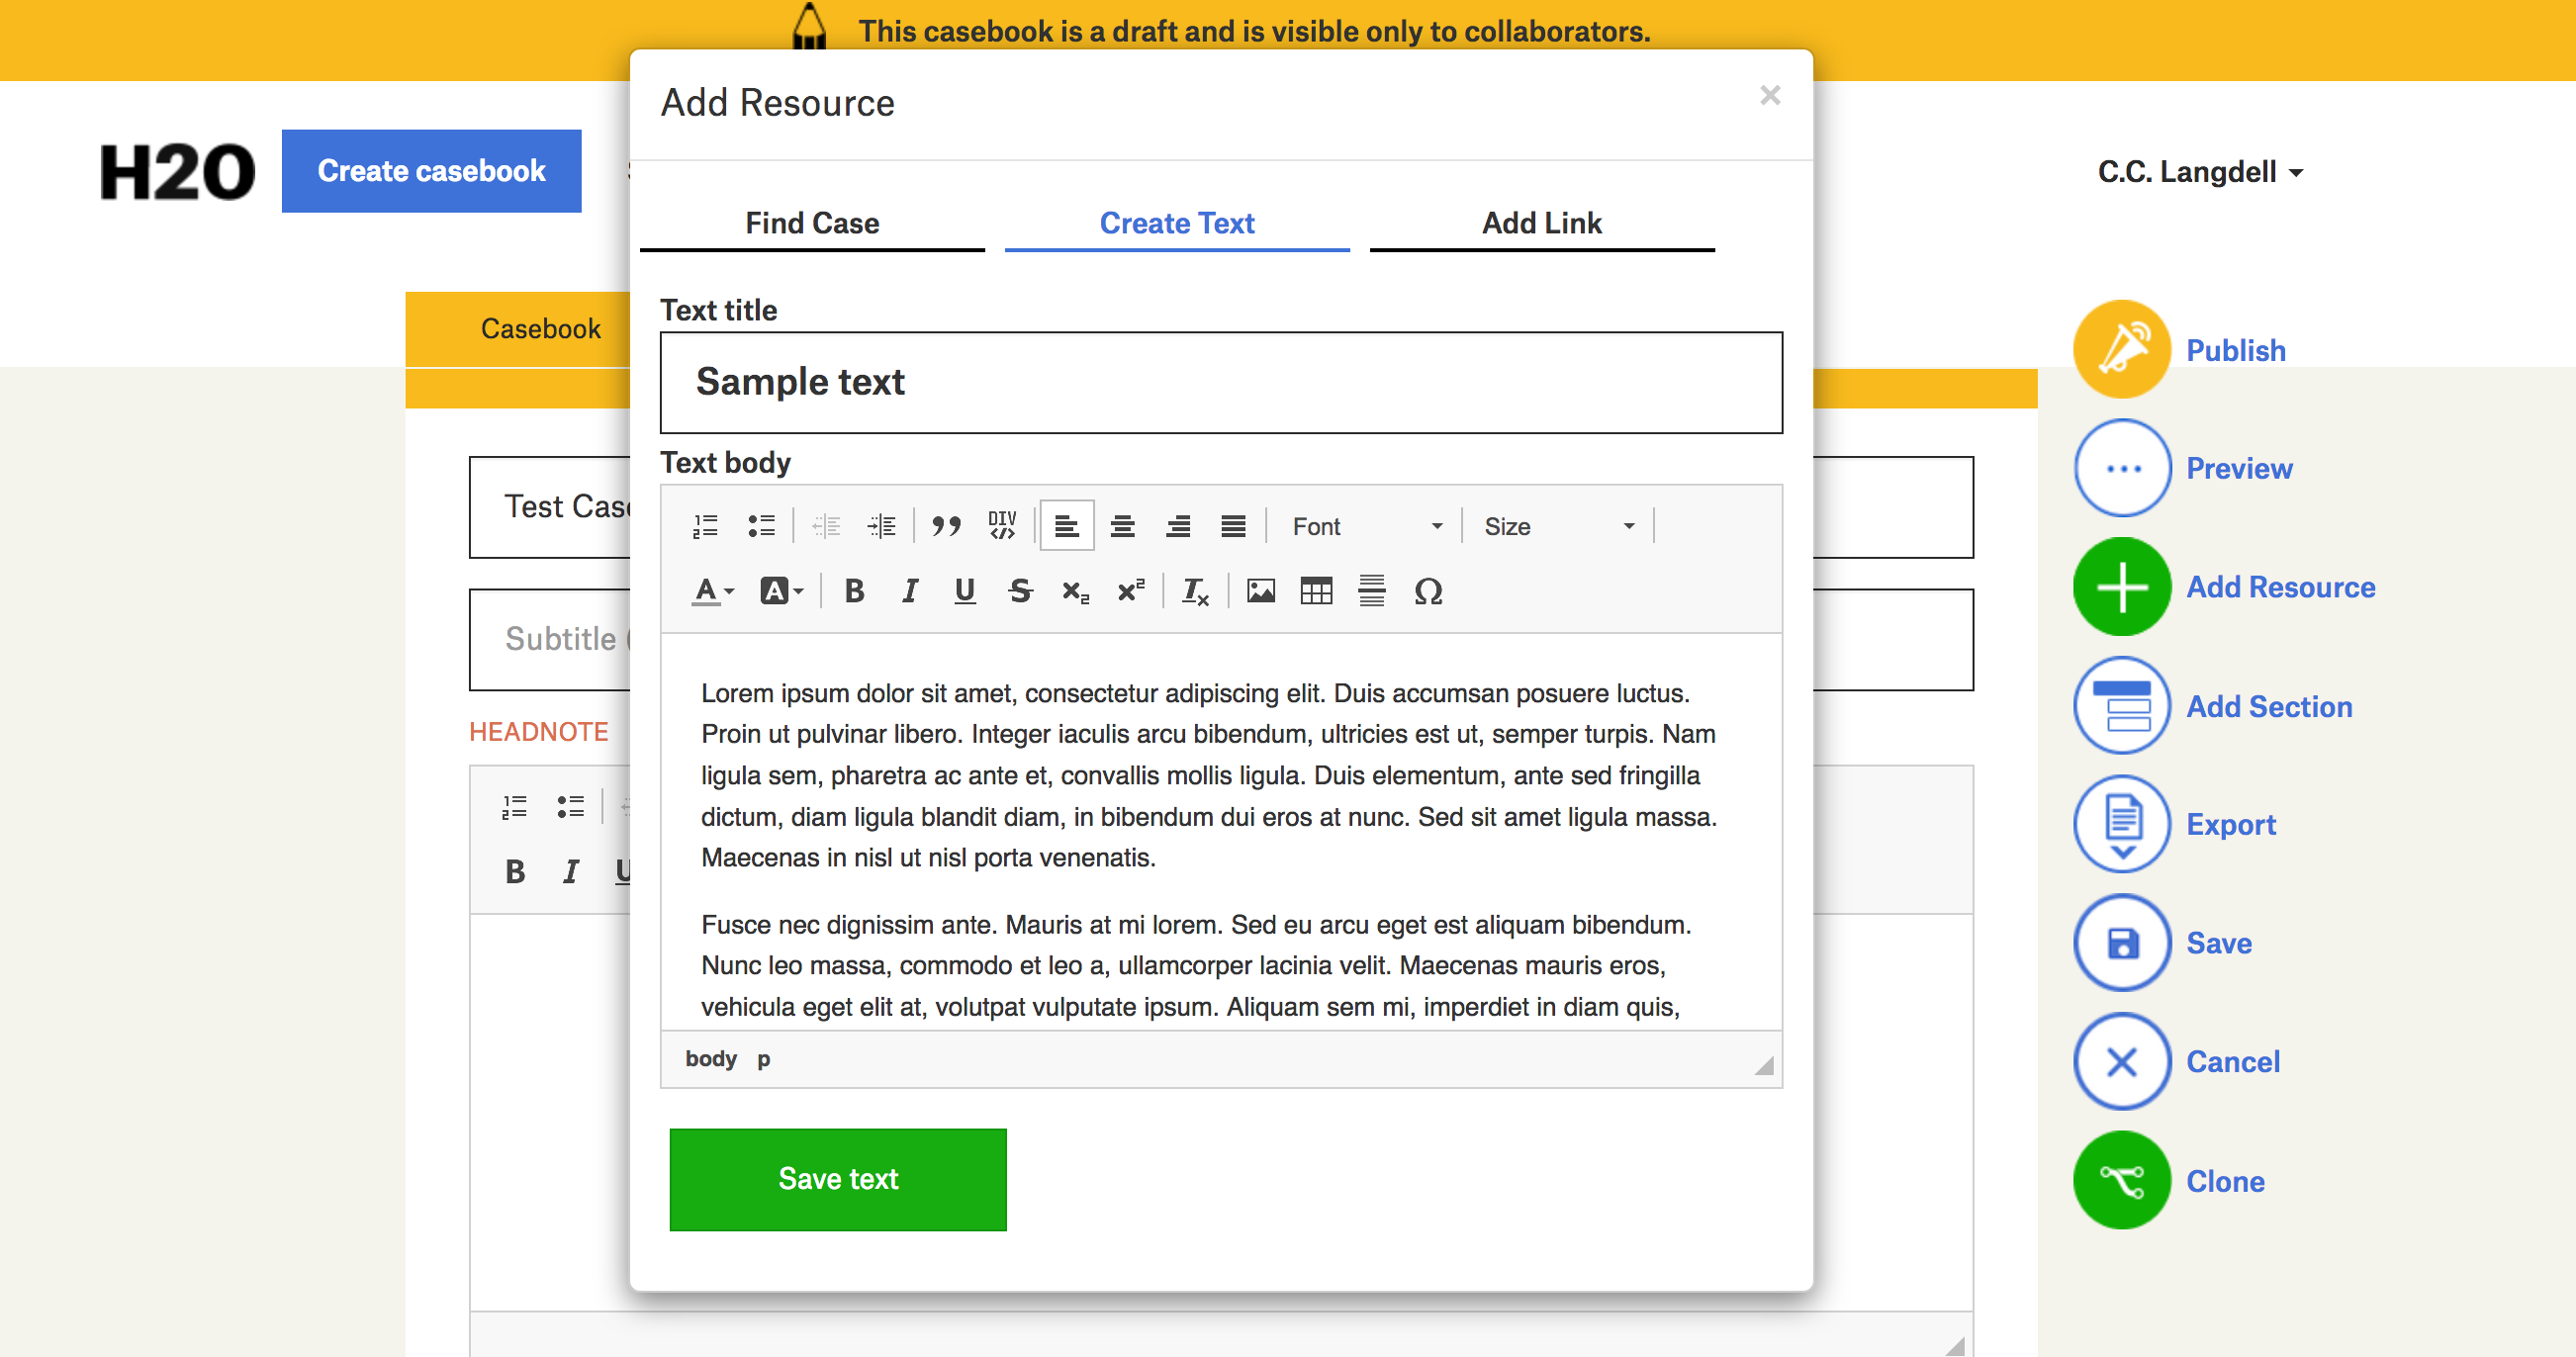 This casebook is a draft and is visible only to collaborators.
Add Resource
×
H2O
Create casebook
C.C. Langdell
Find Case
Create Text
Add Link
Text title
Casebook
Sample text
Publish
Text body
Preview
Test Case
DIV
Font
Size
Add Resource
A A B I U S x₂ x² Tx Ω
Subtitle
Lorem ipsum dolor sit amet, consectetur adipiscing elit. Duis accumsan posuere luctus.
Proin ut pulvinar libero. Integer iaculis arcu bibendum, ultricies est ut, semper turpis. Nam
ligula sem, pharetra ac ante et, convallis mollis ligula. Duis elementum, ante sed fringilla
dictum, diam ligula blandit diam, in bibendum dui eros at nunc. Sed sit amet ligula massa.
Maecenas in nisl ut nisl porta venenatis.
Fusce nec dignissim ante. Mauris at mi lorem. Sed eu arcu eget est aliquam bibendum.
Nunc leo massa, commodo et leo a, ullamcorper lacinia velit. Maecenas mauris eros,
vehicula eget elit at, volutpat vulputate ipsum. Aliquam sem mi, imperdiet in diam quis,
Add Section
HEADNOTE
Export
B I U
Save
body p
Cancel
Save text
Clone